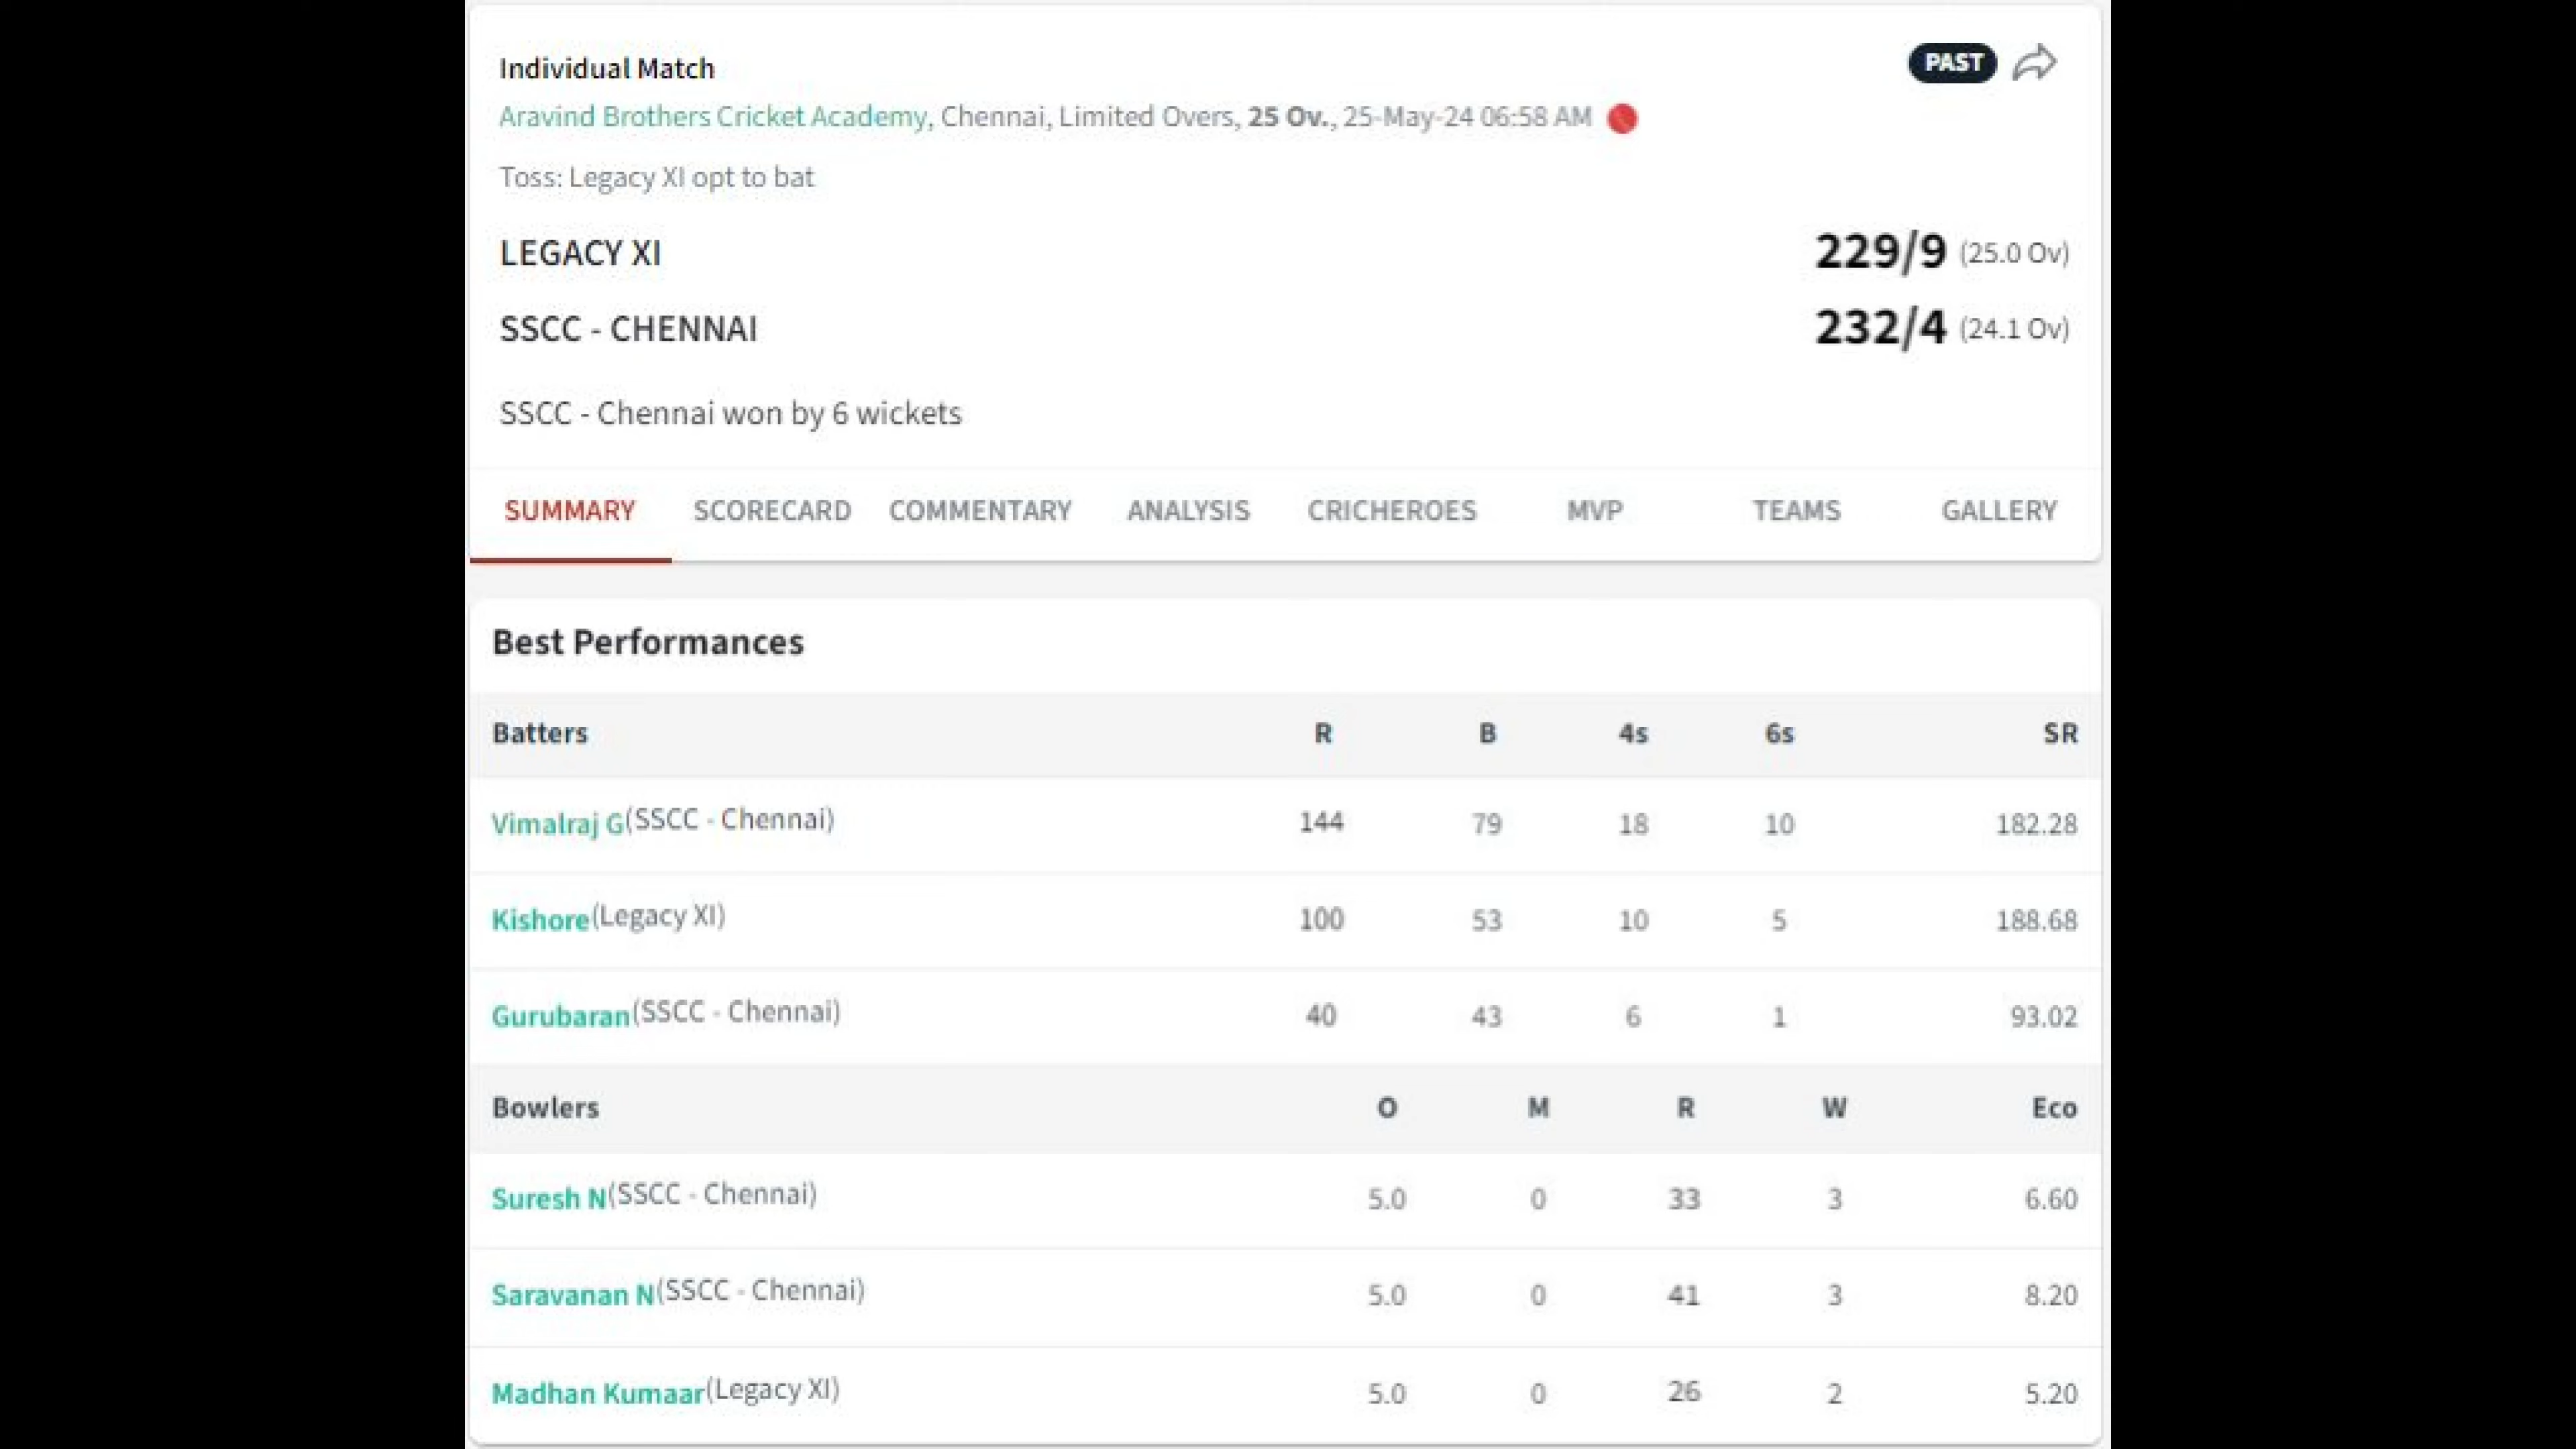 Individual Match
PAST
Aravind Brothers Cricket Academy, Chennai, Limited Overs, 25 Ov., 25-May-24 06:58 AM
Toss: Legacy XI opt to bat
LEGACY XI 229/9 (25.0 Ov)
SSCC - CHENNAI 232/4 (24.1 Ov)
SSCC - Chennai won by 6 wickets
SUMMARY SCORECARD COMMENTARY ANALYSIS CRICHEROES MVP TEAMS GALLERY
Best Performances
Batters R B 4s 6s SR
Vimalraj G(SSCC - Chennai) 144 79 18 10 182.28
Kishore(Legacy XI) 100 53 10 5 188.68
Gurubaran(SSCC - Chennai) 40 43 6 1 93.02
Bowlers O M R W Eco
Suresh N(SSCC - Chennai) 5.0 0 33 3 6.60
Saravanan N(SSCC - Chennai) 5.0 0 41 3 8.20
Madhan Kumaar(Legacy XI) 5.0 0 26 2 5.20